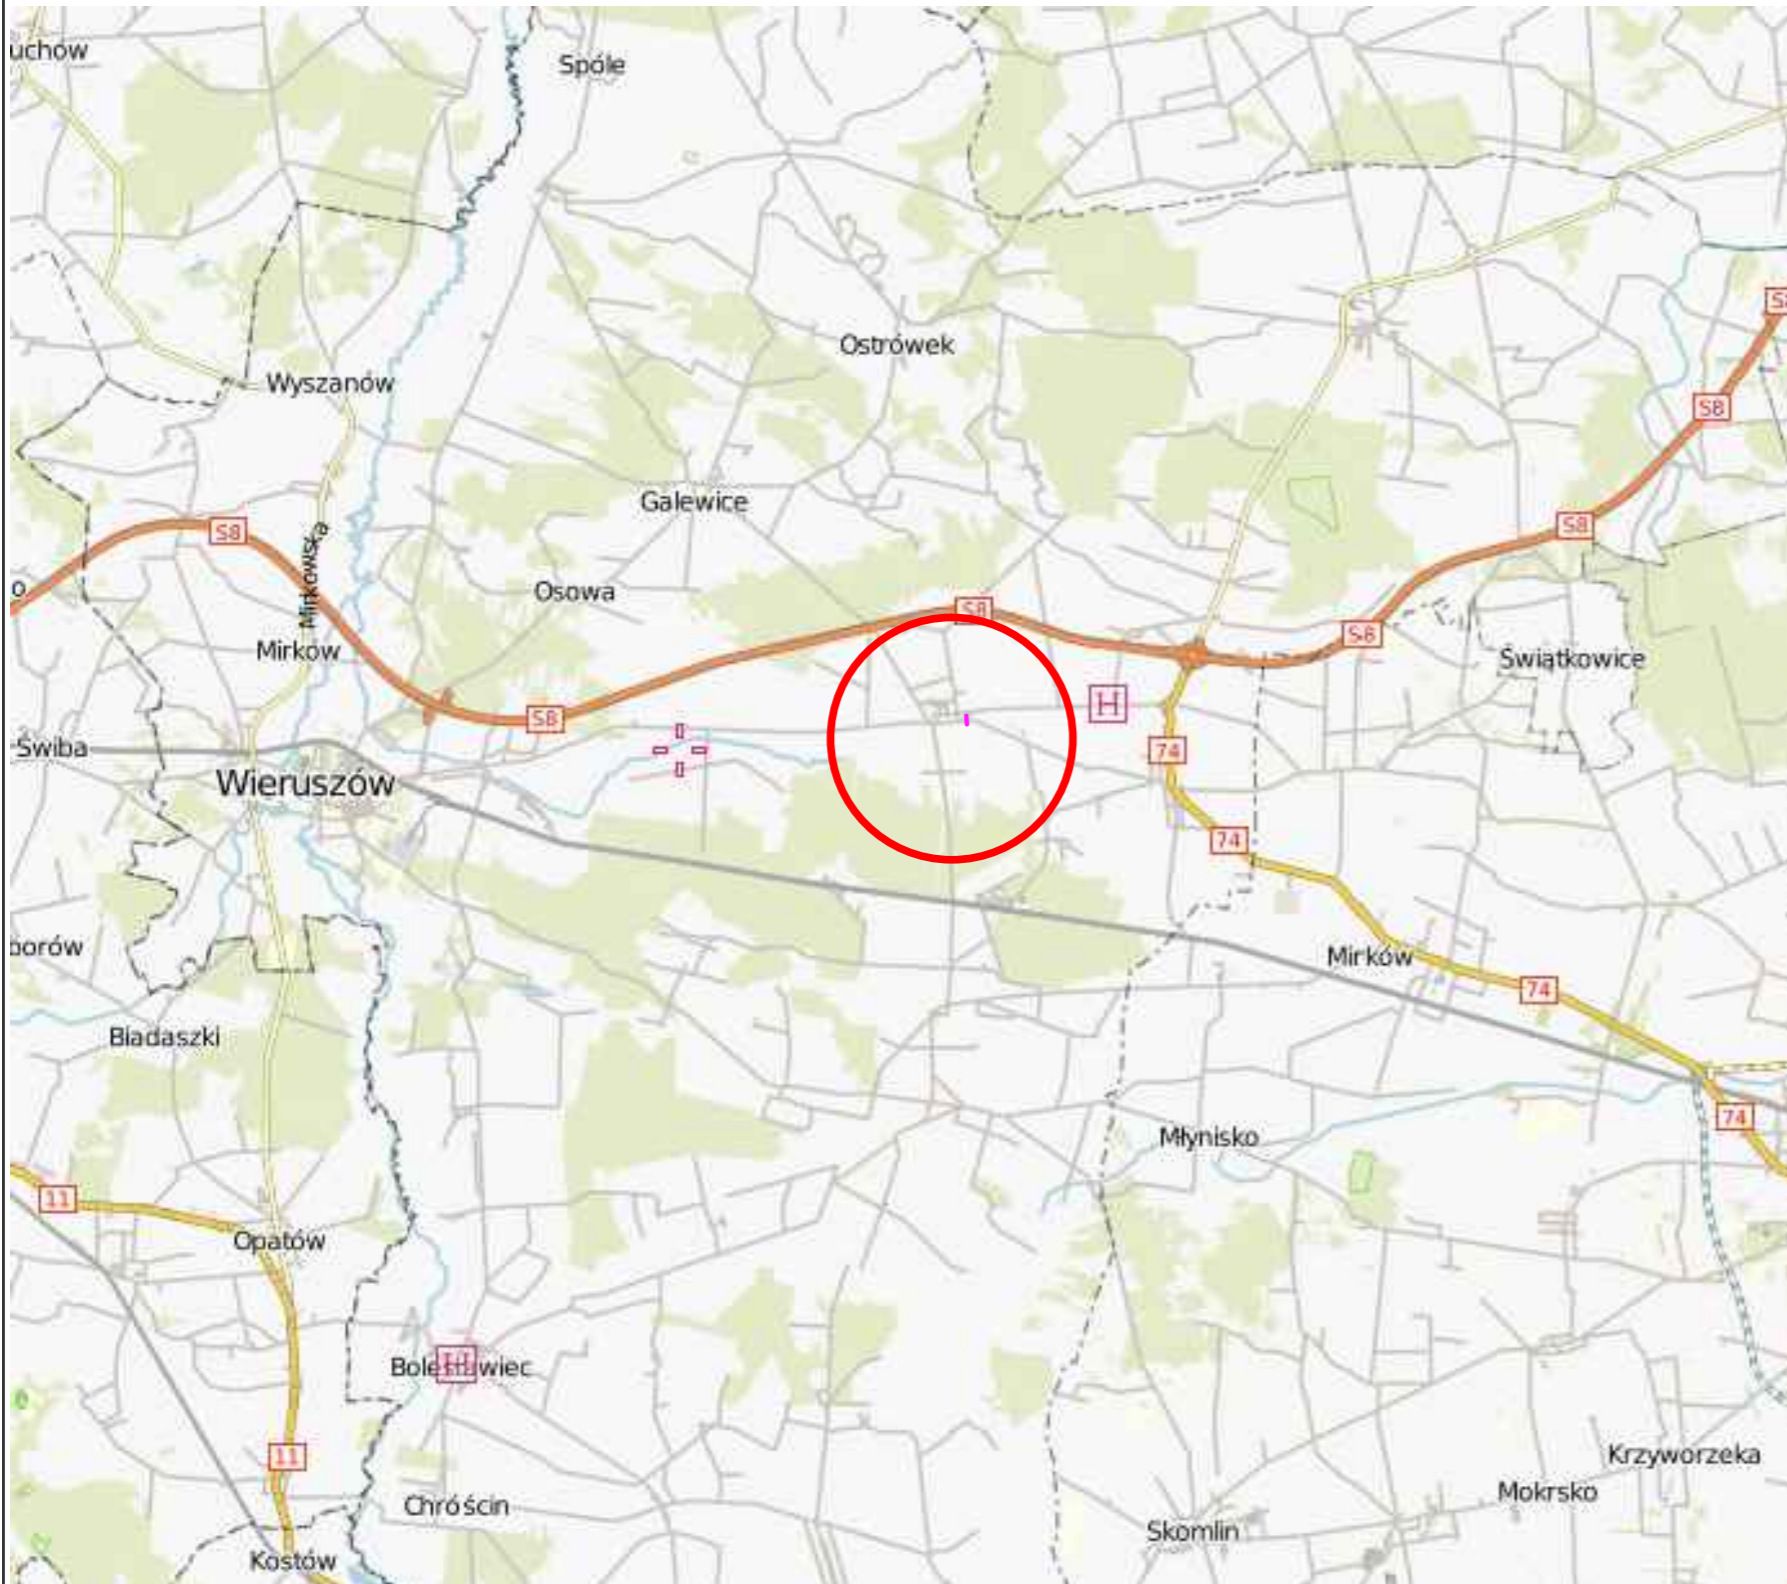 uchów
Spóle
S8
Ostrówek
Wyszanów
S8
Galewice
S8
S8
Mirkowska
o
Osowa
S8
S8
Mirków
Świątkowice
H
S8
Świba
74
Wieruszów
74
borów
Mirków
74
Biadaszki
74
Młynisko
11
Opatów
Bolesławiec
H
11
Krzyworzeka
Mokrsko
Chróścin
Skomlin
Kostów